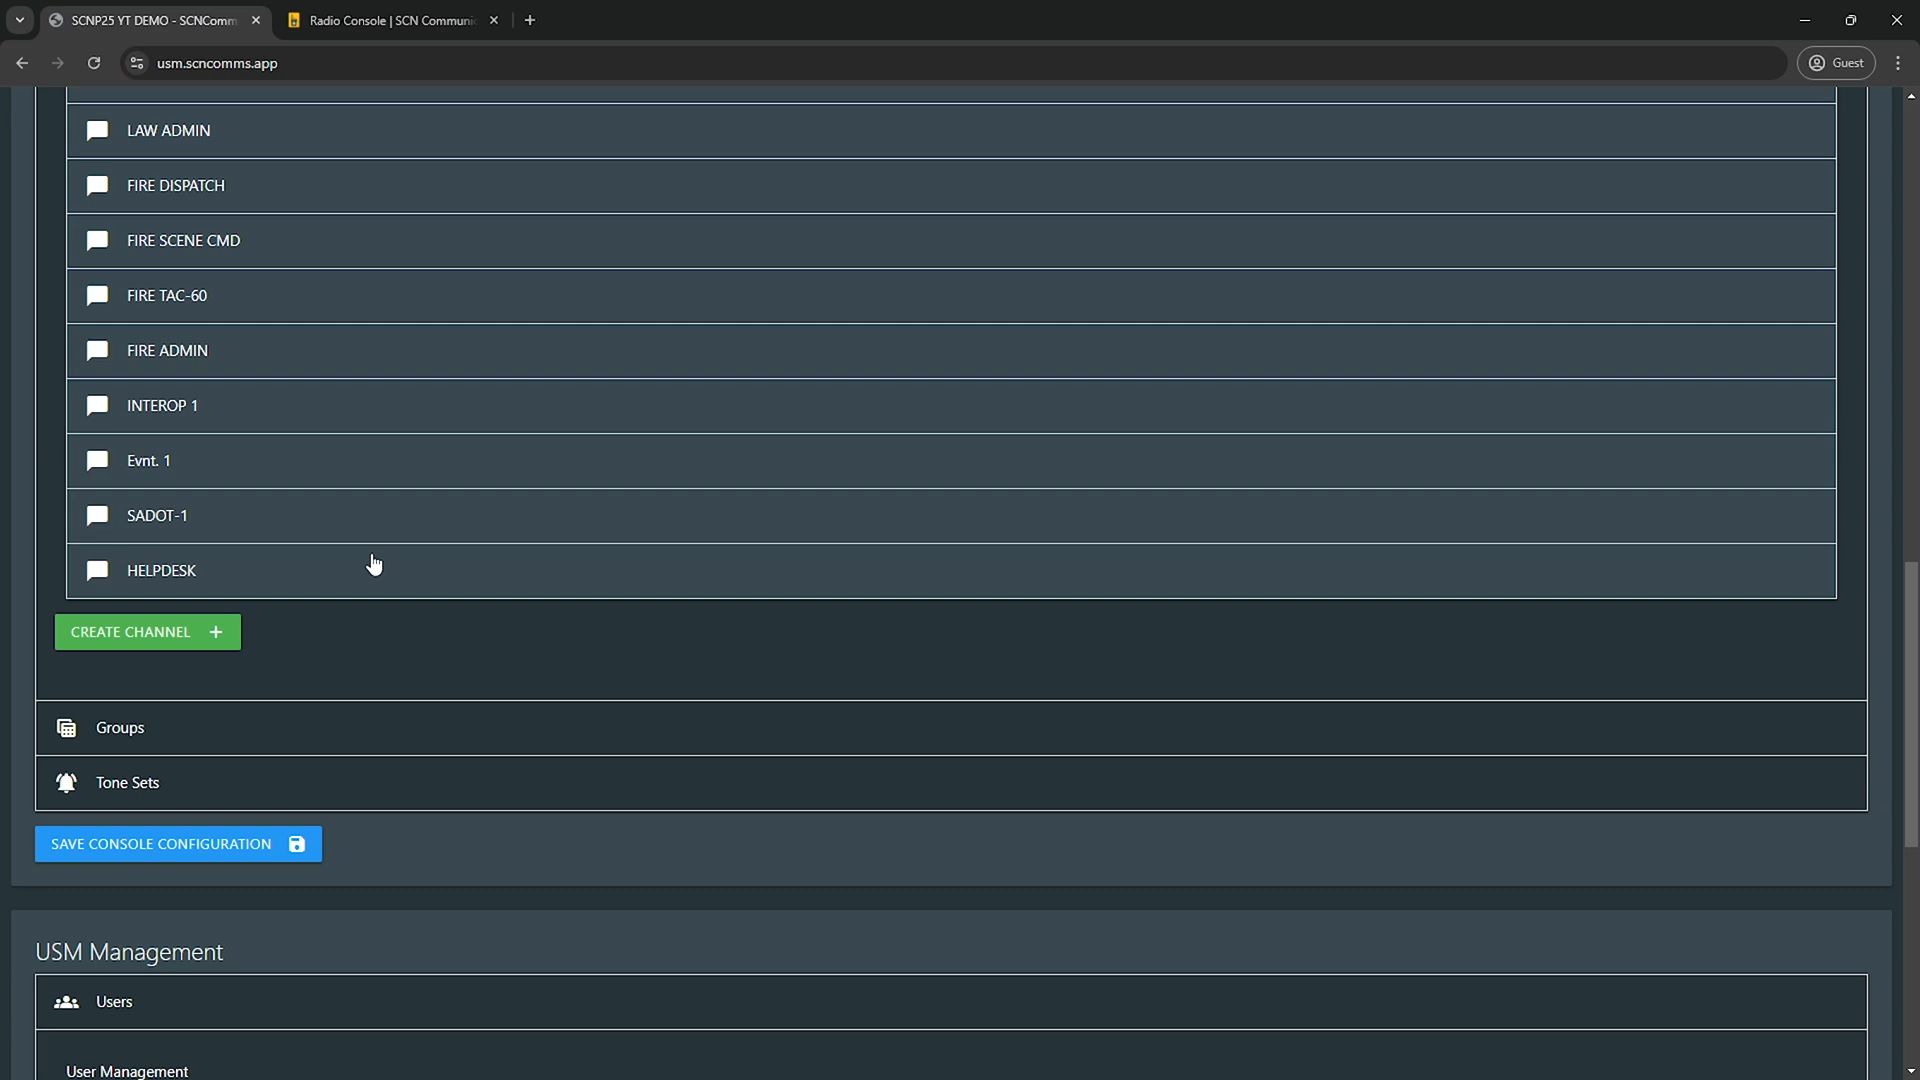 SCNP25 YT DEMO - SCNComm
Radio Console | SCN Communic
usm.scncomms.app
Guest
LAW ADMIN
FIRE DISPATCH
FIRE SCENE CMD
FIRE TAC-60
FIRE ADMIN
INTEROP 1
Evnt. 1
SADOT-1
HELPDESK
CREATE CHANNEL +
Groups
Tone Sets
SAVE CONSOLE CONFIGURATION
USM Management
Users
User Management